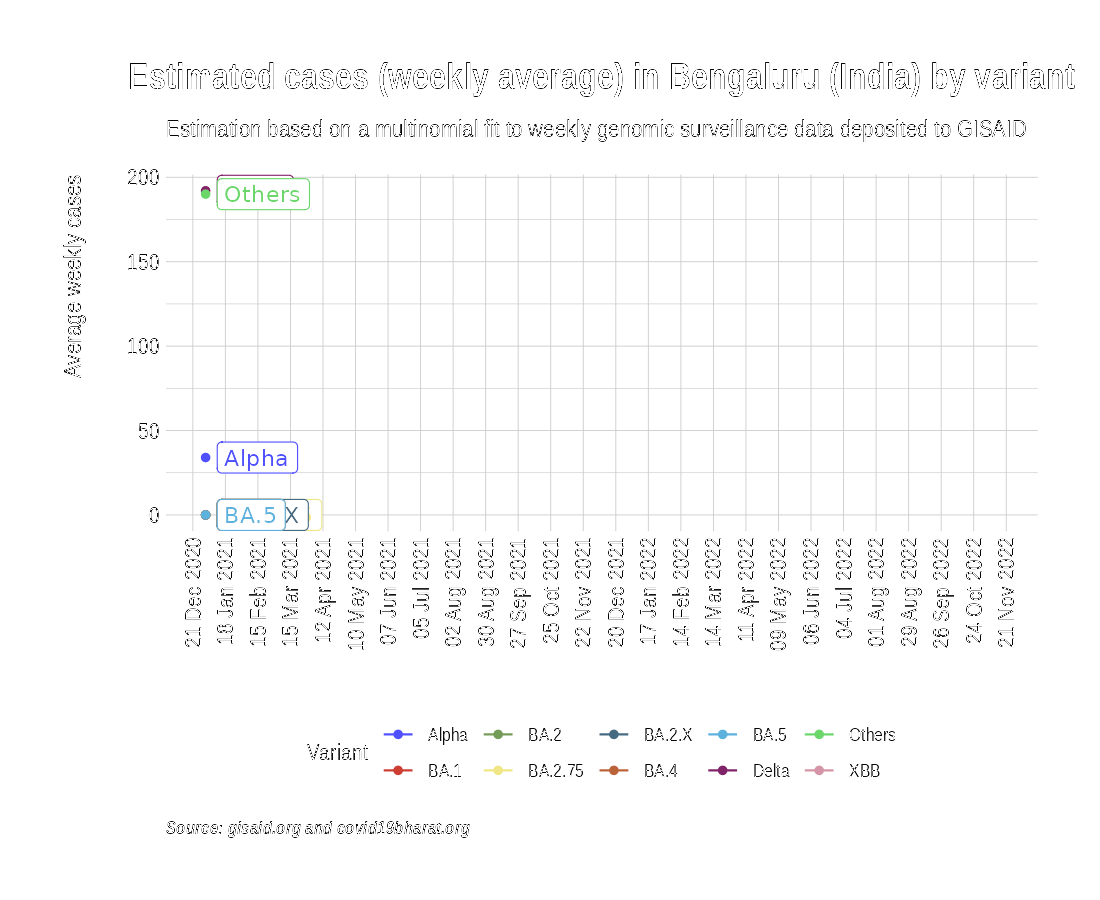 Estimated cases (weekly average) in Bengaluru (India) by variant
Estimation based on a multinomial fit to weekly genomic surveillance data deposited to GISAID
Average weekly cases
200
150
100
50
0
Others
Alpha
BA.5
X
21 Dec 2020
18 Jan 2021
15 Feb 2021
15 Mar 2021
12 Apr 2021
10 May 2021
07 Jun 2021
05 Jul 2021
02 Aug 2021
30 Aug 2021
27 Sep 2021
25 Oct 2021
22 Nov 2021
20 Dec 2021
17 Jan 2022
14 Feb 2022
14 Mar 2022
11 Apr 2022
09 May 2022
06 Jun 2022
04 Jul 2022
01 Aug 2022
29 Aug 2022
26 Sep 2022
24 Oct 2022
21 Nov 2022
Variant
Alpha BA.2 BA.2.X BA.5 Others
BA.1 BA.2.75 BA.4 Delta XBB
Source: gisaid.org and covid19bharat.org